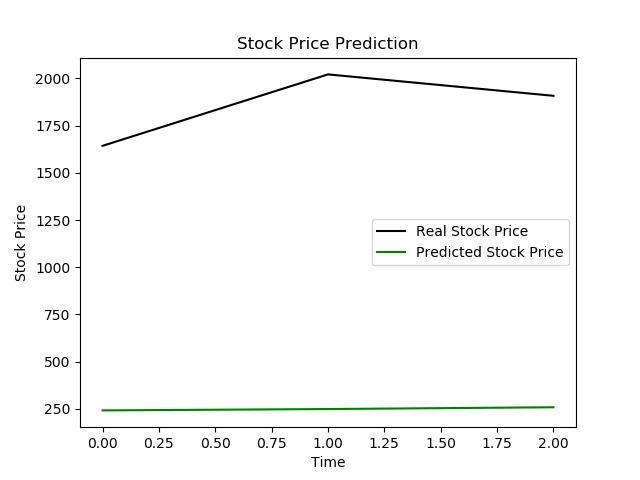 Stock Price Prediction
2000
1750
1500
1250
1000
750
500
250
Stock Price
Real Stock Price
Predicted Stock Price
0.00 0.25 0.50 0.75 1.00 1.25 1.50 1.75 2.00
Time